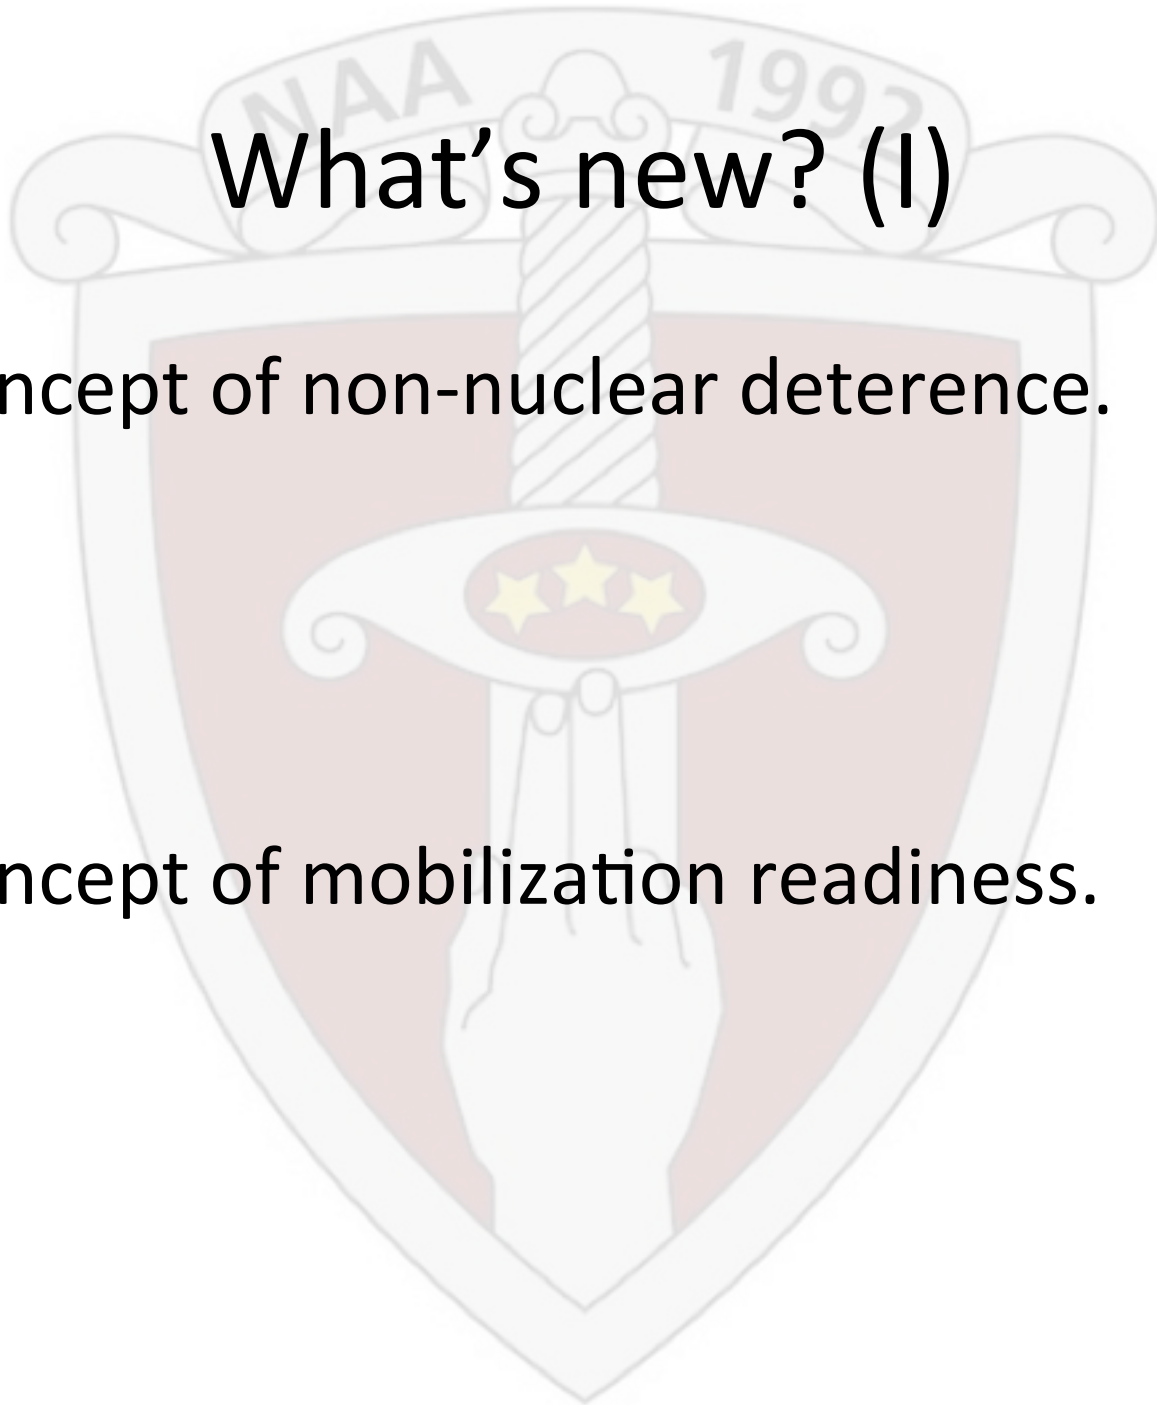 NAA 1992
What’s new? (I)
ncept of non-nuclear deterence.
ncept of mobilization readiness.